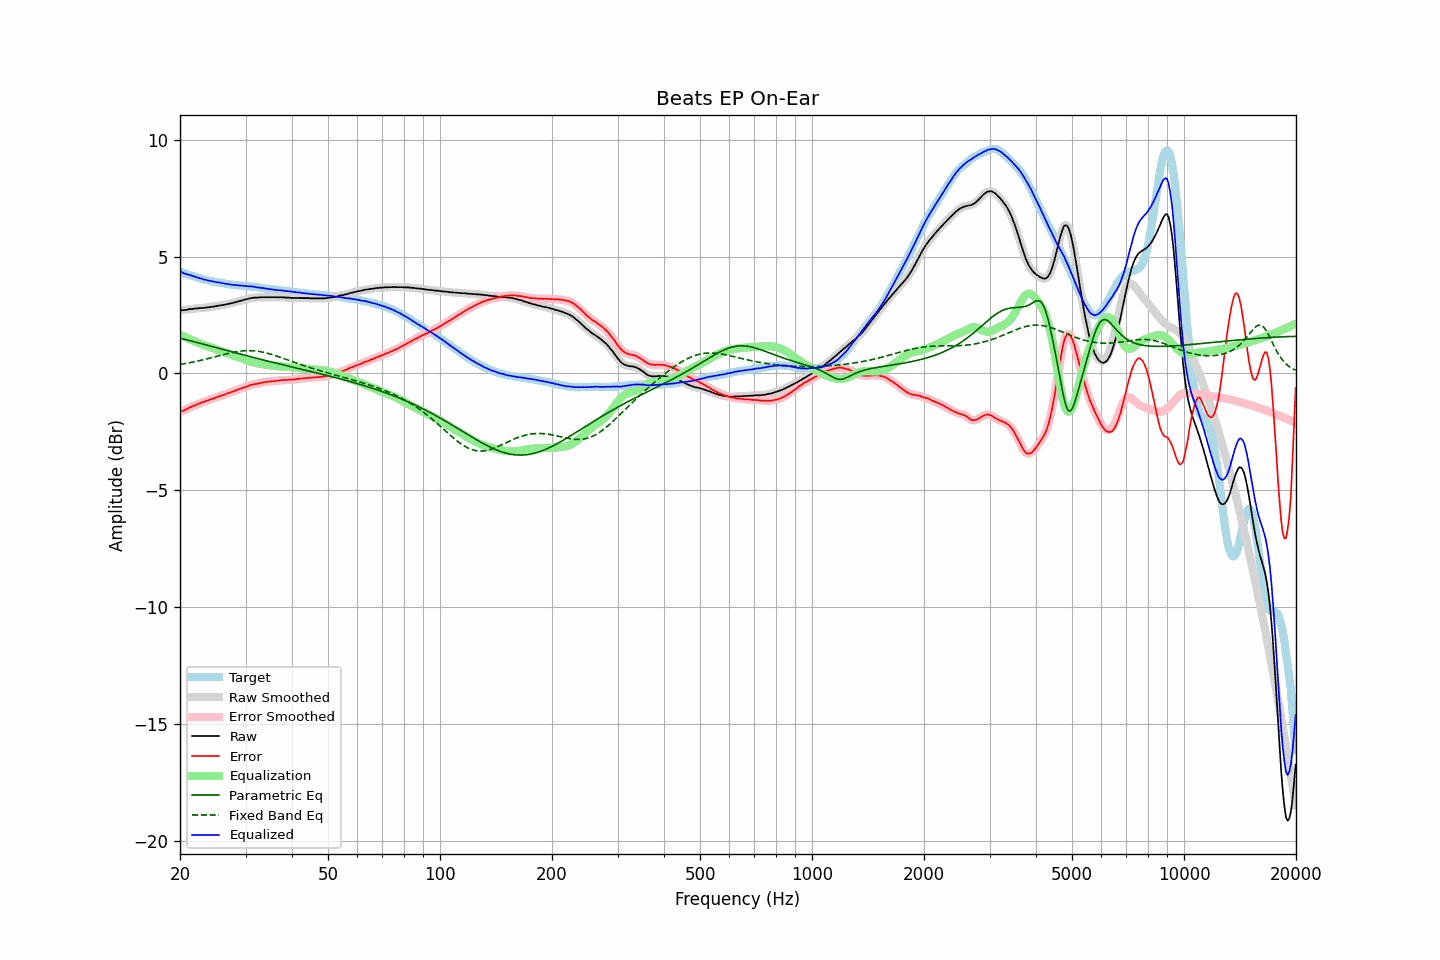 Beats EP On-Ear
10
5
0
−5
−10
−15
−20
Amplitude (dBr)
Target
Raw Smoothed
Error Smoothed
Raw
Error
Equalization
Parametric Eq
Fixed Band Eq
Equalized
20 50 100 200 500 1000 2000 5000 10000 20000
Frequency (Hz)